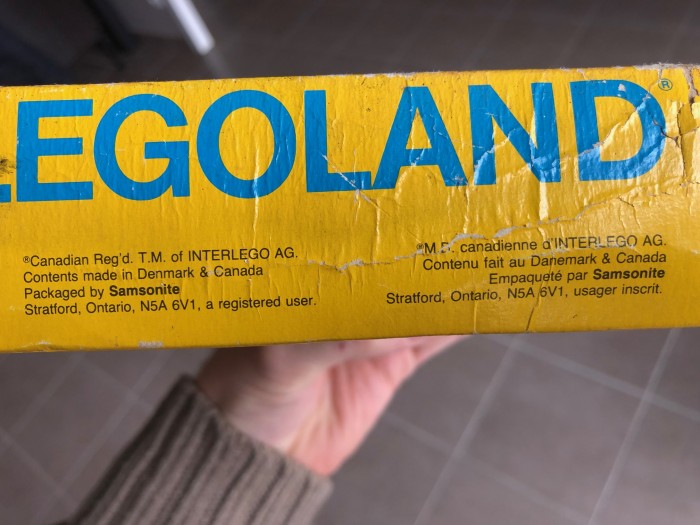 LEGOLAND®
®Canadian Reg'd. T.M. of INTERLEGO AG.
Contents made in Denmark & Canada
Packaged by Samsonite
Stratford, Ontario, N5A 6V1, a registered user.
®M.D. canadienne d'INTERLEGO AG.
Contenu fait au Danemark & Canada
Empaqueté par Samsonite
Stratford, Ontario, N5A 6V1, usager inscrit.